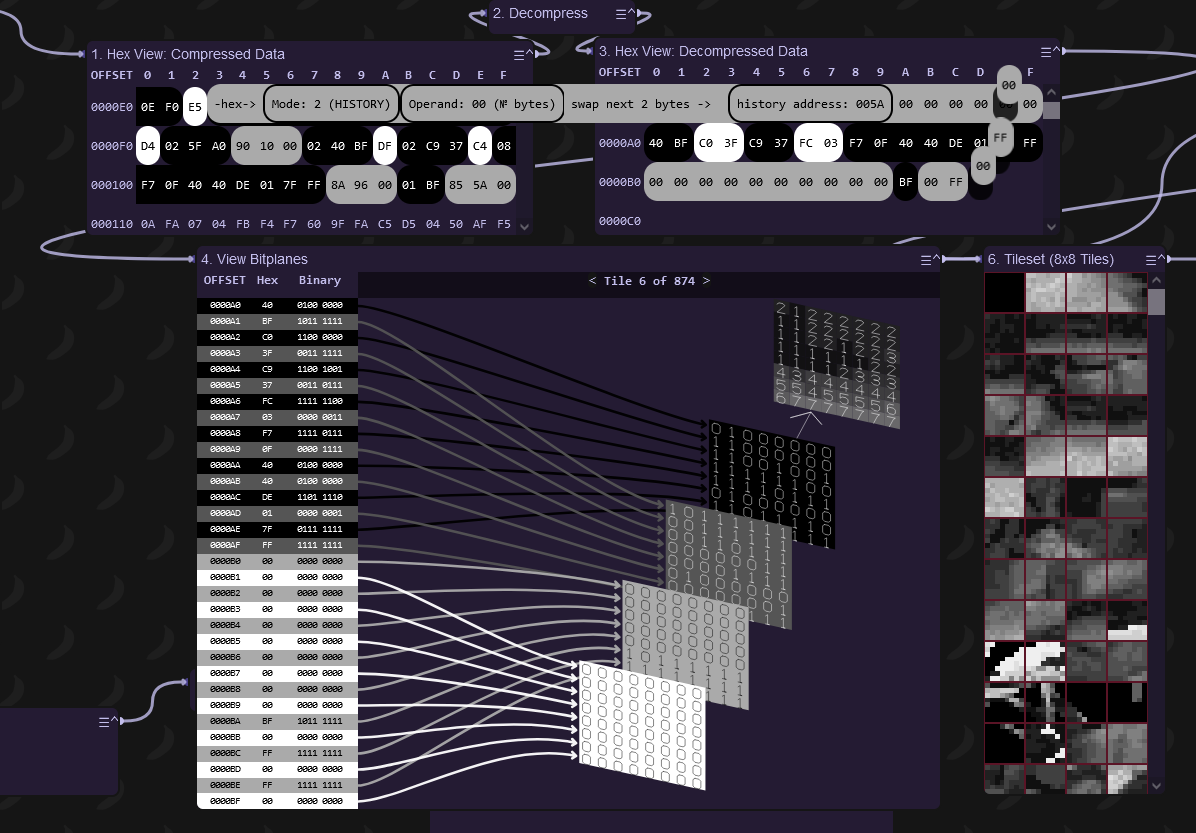 2. Decompress
1. Hex View: Compressed Data
OFFSET 0 1 2 3 4 5 6 7 8 9 A B C D E F
0000E0 0E F0 E5 -hex-> Mode: 2 (HISTORY) Operand: 00 (№ bytes) swap next 2 bytes -> history address: 005A 00 00 00 00 00 00
0000F0 D4 02 5F A0 90 10 00 02 40 BF DF 02 C9 37 C4 08
000100 F7 0F 40 40 DE 01 7F FF 8A 96 00 01 BF 85 5A 00
000110 0A FA 07 04 FB F4 F7 60 9F FA C5 D5 04 50 AF F5
3. Hex View: Decompressed Data
OFFSET 0 1 2 3 4 5 6 7 8 9 A B C D F
00
0000A0 40 BF C0 3F C9 37 FC 03 F7 0F 40 40 DE 01 FF FF
00
0000B0 00 00 00 00 00 00 00 00 00 00 BF 00 FF
0000C0
4. View Bitplanes
OFFSET Hex Binary
< Tile 6 of 874 >
0000A0 40 0100 0000
0000A1 BF 1011 1111
0000A2 C0 1100 0000
0000A3 3F 0011 1111
0000A4 C9 1100 1001
0000A5 37 0011 0111
0000A6 FC 1111 1100
0000A7 03 0000 0011
0000A8 F7 1111 0111
0000A9 0F 0000 1111
0000AA 40 0100 0000
0000AB 40 0100 0000
0000AC DE 1101 1110
0000AD 01 0000 0001
0000AE 7F 0111 1111
0000AF FF 1111 1111
0000B0 00 0000 0000
0000B1 00 0000 0000
0000B2 00 0000 0000
0000B3 00 0000 0000
0000B4 00 0000 0000
0000B5 00 0000 0000
0000B6 00 0000 0000
0000B7 00 0000 0000
0000B8 00 0000 0000
0000B9 00 0000 0000
0000BA BF 1011 1111
0000BB 00 0000 0000
0000BC FF 1111 1111
0000BD 00 0000 0000
0000BE FF 1111 1111
0000BF 00 0000 0000
6. Tileset (8x8 Tiles)